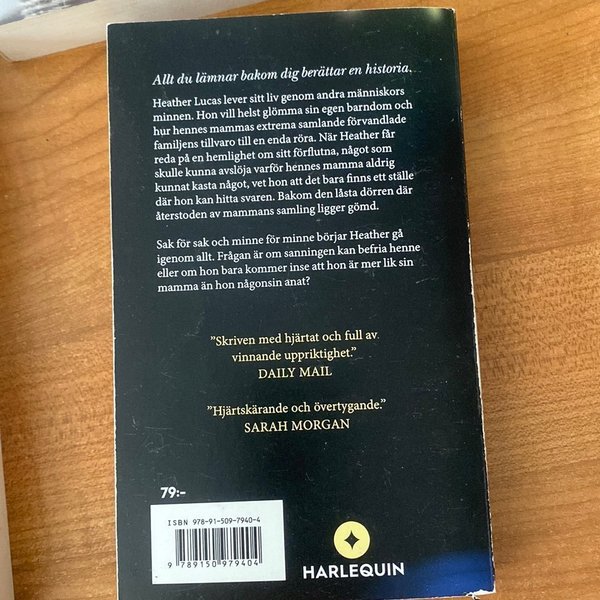 Allt du lämnar bakom dig berättar en historia.
Heather Lucas lever sitt liv genom andra människors
minnen. Hon vill helst glömma sin egen barndom och
hur hennes mammas extrema samlande förvandlade
familjens tillvaro till en enda röra. När Heather får
reda på en hemlighet om sitt förflutna, något som
skulle kunna avslöja varför hennes mamma aldrig
kunnat kasta något, vet hon att det bara finns ett ställe
där hon kan hitta svaren. Bakom den låsta dörren där
återstoden av mammans samling ligger gömd.
Sak för sak och minne för minne börjar Heather gå
igenom allt. Frågan är om sanningen kan befria henne
eller om hon bara kommer inse att hon är mer lik sin
mamma än hon någonsin anat?
”Skriven med hjärtat och full av
vinnande uppriktighet.”
DAILY MAIL
”Hjärtskärande och övertygande.”
SARAH MORGAN
79:-
ISBN 978-91-509-7940-4
9 789150 979404
HARLEQUIN